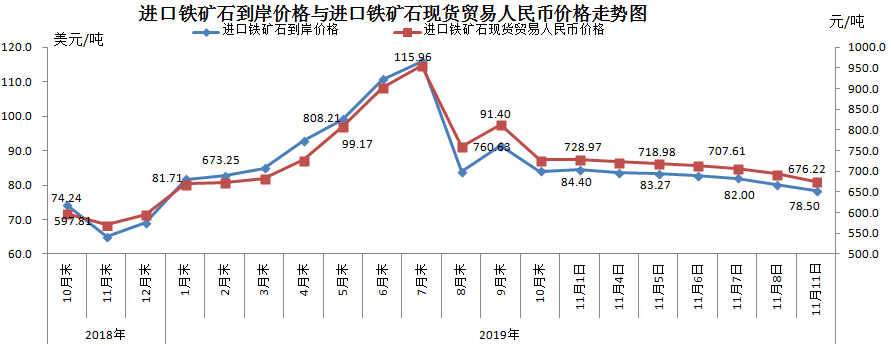 进口铁矿石到岸价格与进口铁矿石现货贸易人民币价格走势图
美元/吨
进口铁矿石到岸价格
进口铁矿石现货贸易人民币价格
元/吨
120.0
110.0
100.0
90.0
80.0
70.0
60.0
1000.0
950.0
900.0
850.0
800.0
750.0
700.0
650.0
600.0
550.0
500.0
74.24
597.81
81.71
673.25
808.21
99.17
115.96
760.63
91.40
728.97
84.40
718.98
83.27
707.61
82.00
676.22
78.50
10月末
11月末
12月末
1月末
2月末
3月末
4月末
5月末
6月末
7月末
8月末
9月末
10月末
11月1日
11月4日
11月5日
11月6日
11月7日
11月8日
11月11日
2018年
2019年